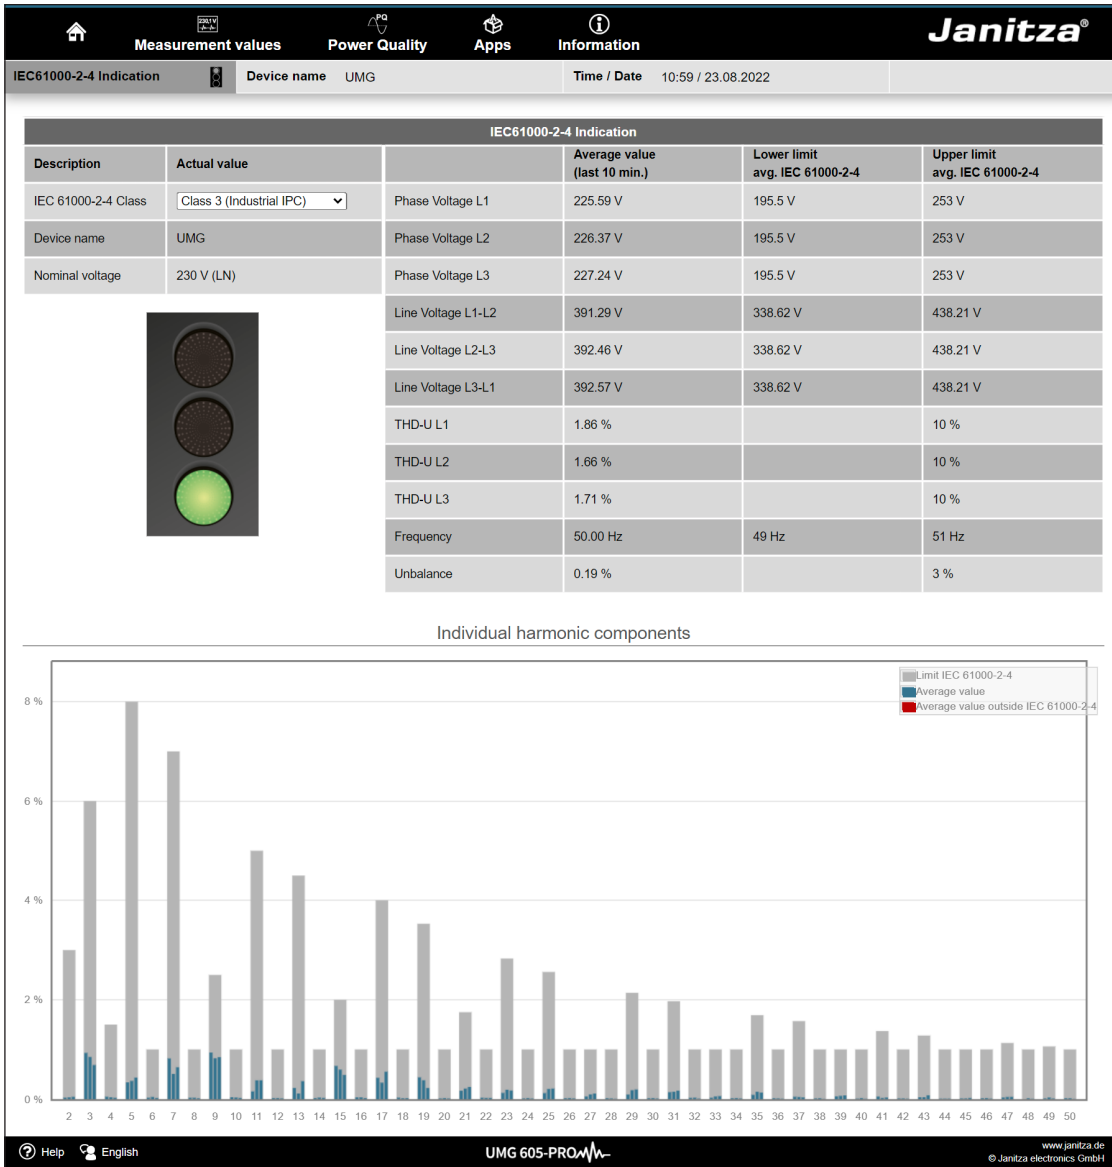 230,1 V
PQ
Measurement values Power Quality Apps Information
Janitza®
IEC61000-2-4 Indication Device name UMG Time / Date 10:59 / 23.08.2022
IEC61000-2-4 Indication
Description Actual value Average value (last 10 min.) Lower limit avg. IEC 61000-2-4 Upper limit avg. IEC 61000-2-4
IEC 61000-2-4 Class Class 3 (Industrial IPC) Phase Voltage L1 225.59 V 195.5 V 253 V
Device name UMG Phase Voltage L2 226.37 V 195.5 V 253 V
Nominal voltage 230 V (LN) Phase Voltage L3 227.24 V 195.5 V 253 V
Line Voltage L1-L2 391.29 V 338.62 V 438.21 V
Line Voltage L2-L3 392.46 V 338.62 V 438.21 V
Line Voltage L3-L1 392.57 V 338.62 V 438.21 V
THD-U L1 1.86 % 10 %
THD-U L2 1.66 % 10 %
THD-U L3 1.71 % 10 %
Frequency 50.00 Hz 49 Hz 51 Hz
Unbalance 0.19 % 3 %
Individual harmonic components
Limit IEC 61000-2-4
Average value
Average value outside IEC 61000-2-4
8 %
6 %
4 %
2 %
0 %
2 3 4 5 6 7 8 9 10 11 12 13 14 15 16 17 18 19 20 21 22 23 24 25 26 27 28 29 30 31 32 33 34 35 36 37 38 39 40 41 42 43 44 45 46 47 48 49 50
Help English UMG 605-PRO www.janitza.de
© Janitza electronics GmbH